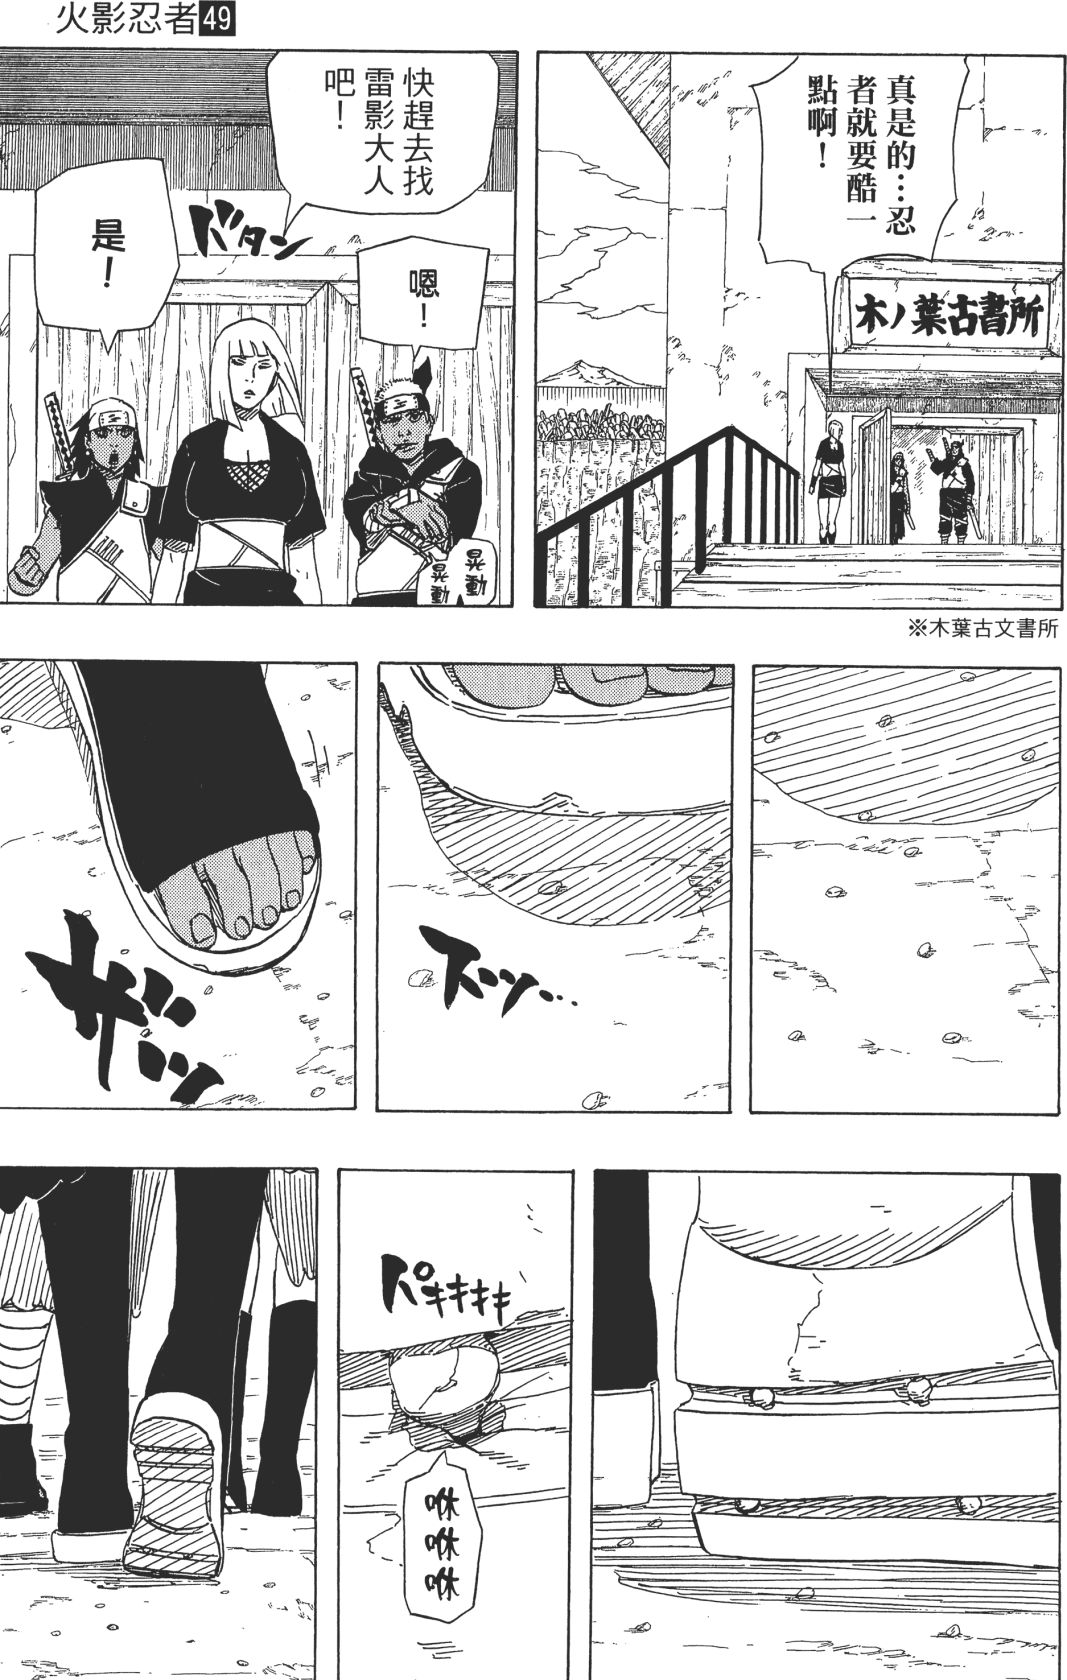 火影忍者49
真是的…忍
者就要酷一
點啊！
木ノ葉古書所
※木葉古文書所
快趕去找
雷影大人
吧！
バタン
嗯！
是！
晃動
晃動
スッ…
ザッ
パキキキキ
咻
咻
咻